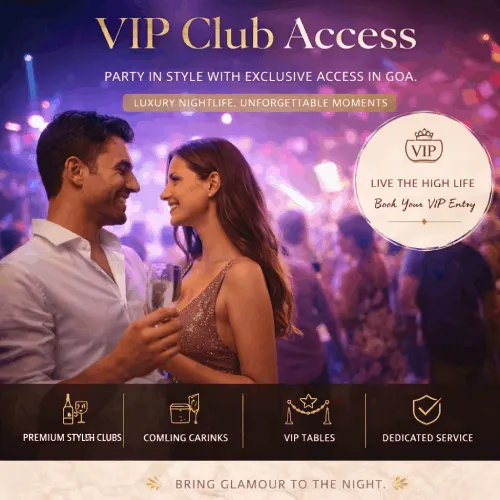 VIP Club Access
PARTY IN STYLE WITH EXCLUSIVE ACCESS IN GOA.
LUXURY NIGHTLIFE, UNFORGETTABLE MOMENTS
VIP
LIVE THE HIGH LIFE
Book Your VIP Entry
PREMIUM CLUBS
COMLING CARINKS
VIP TABLES
DEDICATED SERVICE
BRING GLAMOUR TO THE NIGHT.